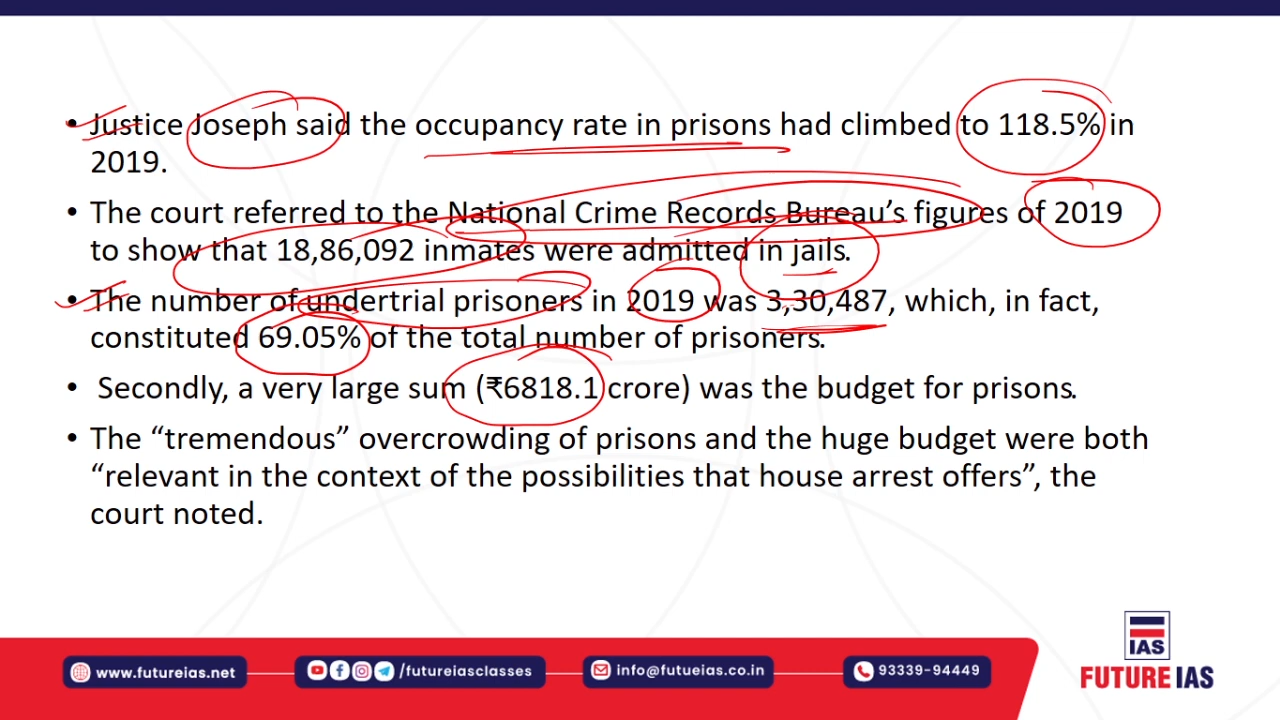 • Justice Joseph said the occupancy rate in prisons had climbed to 118.5% in
2019.
• The court referred to the National Crime Records Bureau’s figures of 2019
to show that 18,86,092 inmates were admitted in jails.
• The number of undertrial prisoners in 2019 was 3,30,487, which, in fact,
constituted 69.05% of the total number of prisoners.
• Secondly, a very large sum (₹6818.1 crore) was the budget for prisons.
• The “tremendous” overcrowding of prisons and the huge budget were both
“relevant in the context of the possibilities that house arrest offers”, the
court noted.
IAS
FUTURE IAS
www.futureias.net
/futureiasclasses
info@futueias.co.in
93339-94449